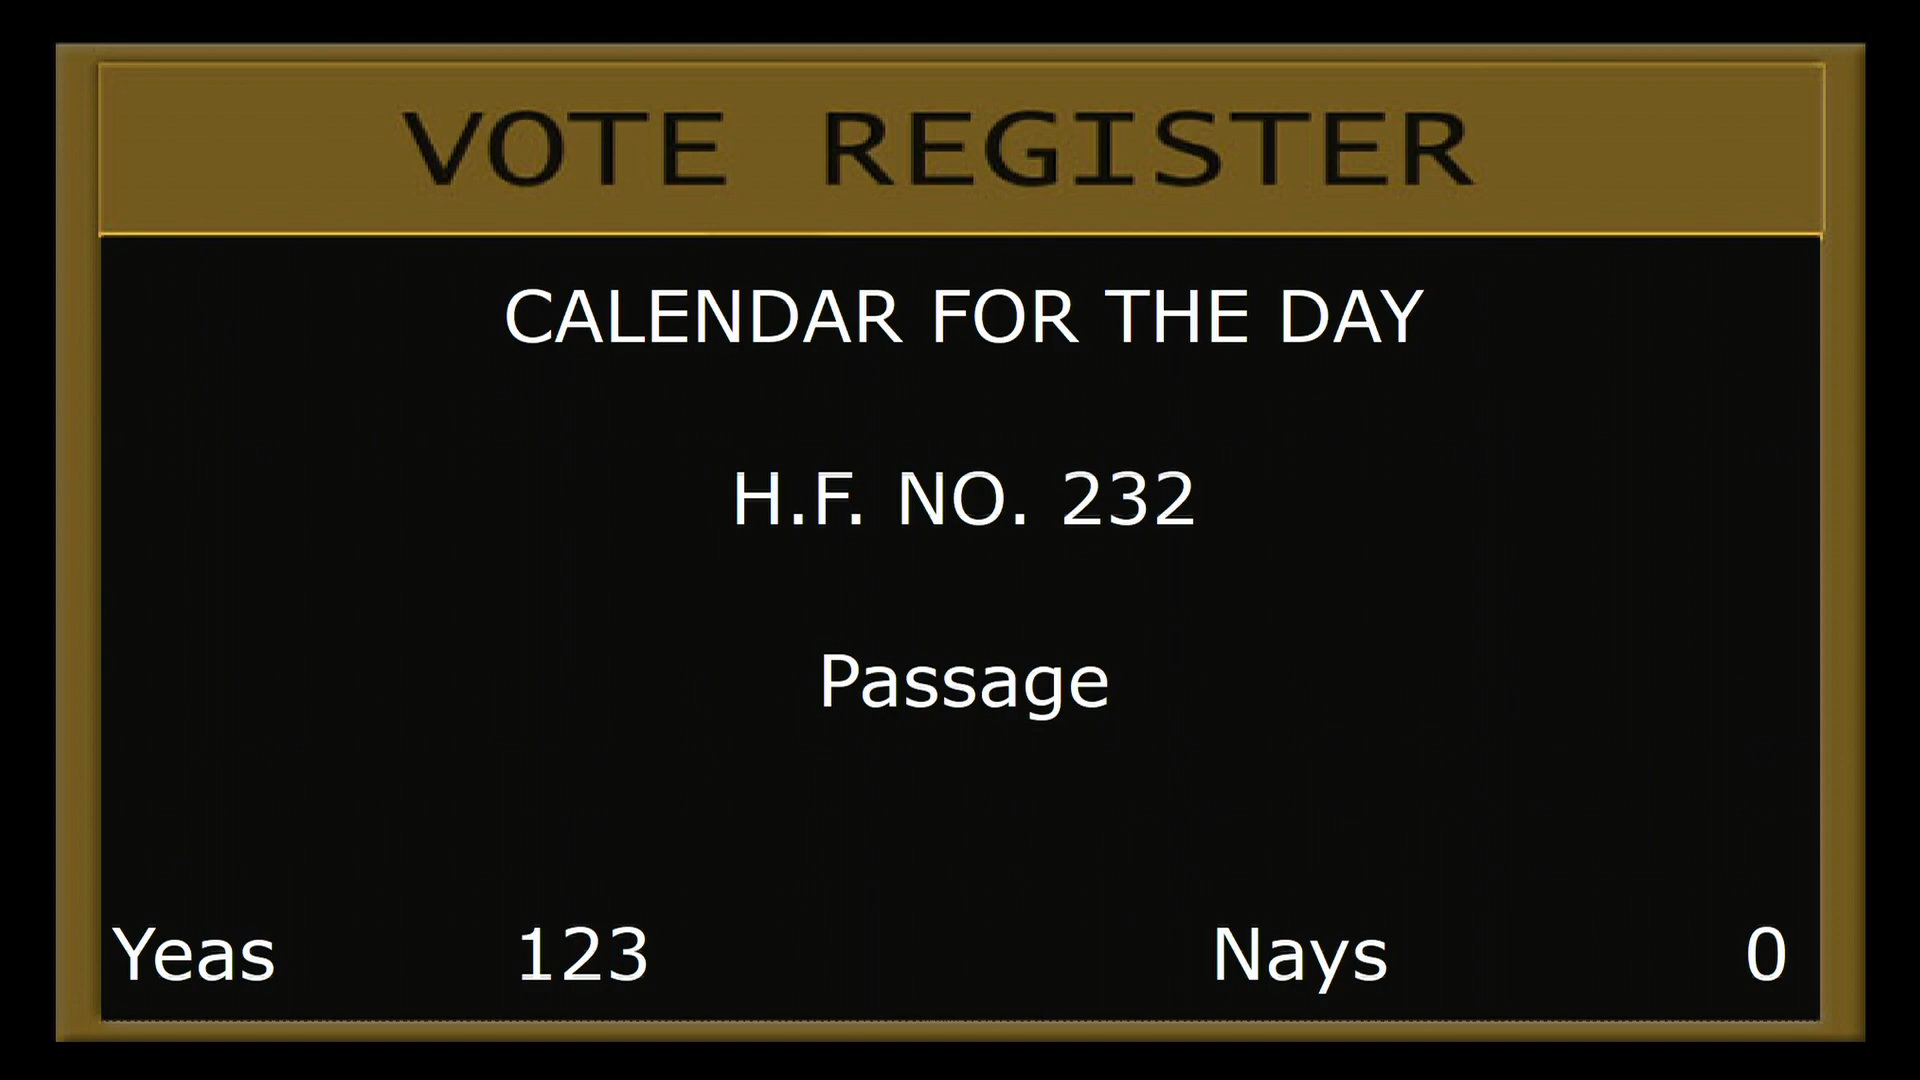 VOTE REGISTER
CALENDAR FOR THE DAY
H.F. NO. 232
Passage
Yeas 123 Nays 0